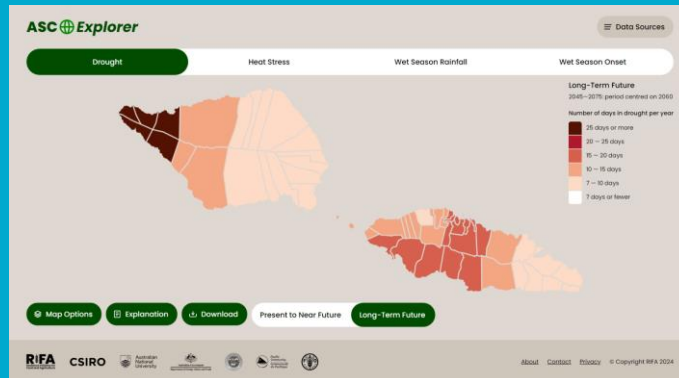 ASC Explorer
Data Sources
Drought
Heat Stress
Wet Season Rainfall
Wet Season Onset
Long-Term Future
2045–2075: period centred on 2060
Number of days in drought per year
25 days or more
20 – 25 days
15 – 20 days
10 – 15 days
7 – 10 days
7 days or fewer
Map Options
Explanation
Download
Present to Near Future
Long-Term Future
RIFA
CSIRO
Australian
National
University
About
Contact
Privacy
© Copyright RIFA 2024